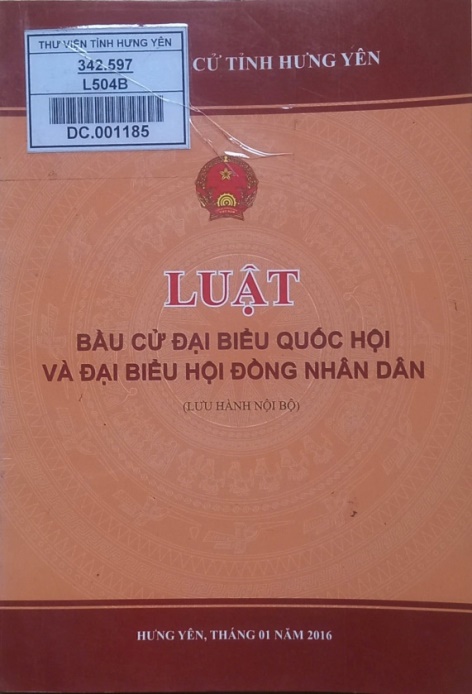 THƯ VIỆN TỈNH HƯNG YÊN
342.597
L504B
DC.001185
CỬ TỈNH HƯNG YÊN
LUẬT
BẦU CỬ ĐẠI BIỂU QUỐC HỘI
VÀ ĐẠI BIỂU HỘI ĐỒNG NHÂN DÂN
(LƯU HÀNH NỘI BỘ)
HƯNG YÊN, THÁNG 01 NĂM 2016